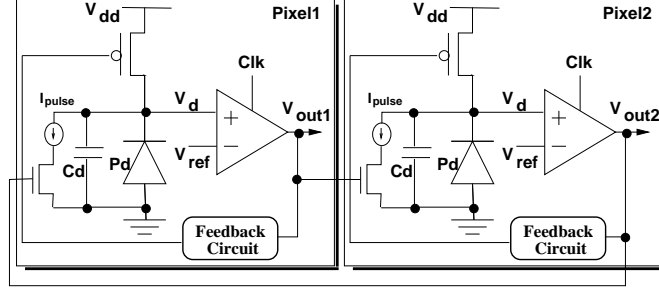 Pixel1
Vdd
Clk
Ipulse
Vd
Vout1
+
−
Vref
Cd
Pd
Feedback
Circuit
Pixel2
Vdd
Clk
Ipulse
Vd
Vout2
+
−
Vref
Cd
Pd
Feedback
Circuit